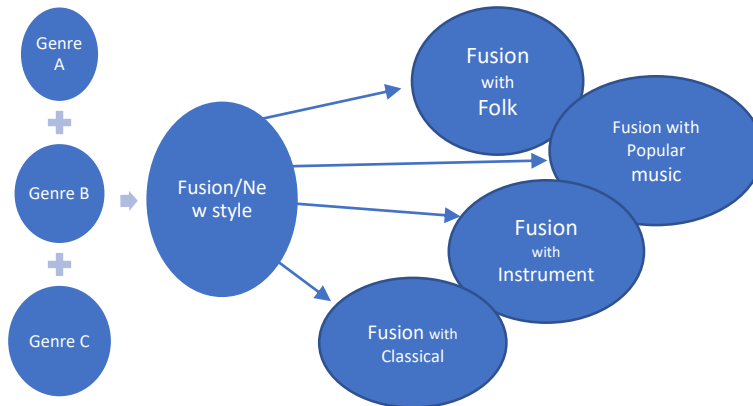 Genre
A
Genre B
Genre C
Fusion/Ne
w style
Fusion
with
Folk
Fusion with
Popular
music
Fusion
with
Instrument
Fusion with
Classical